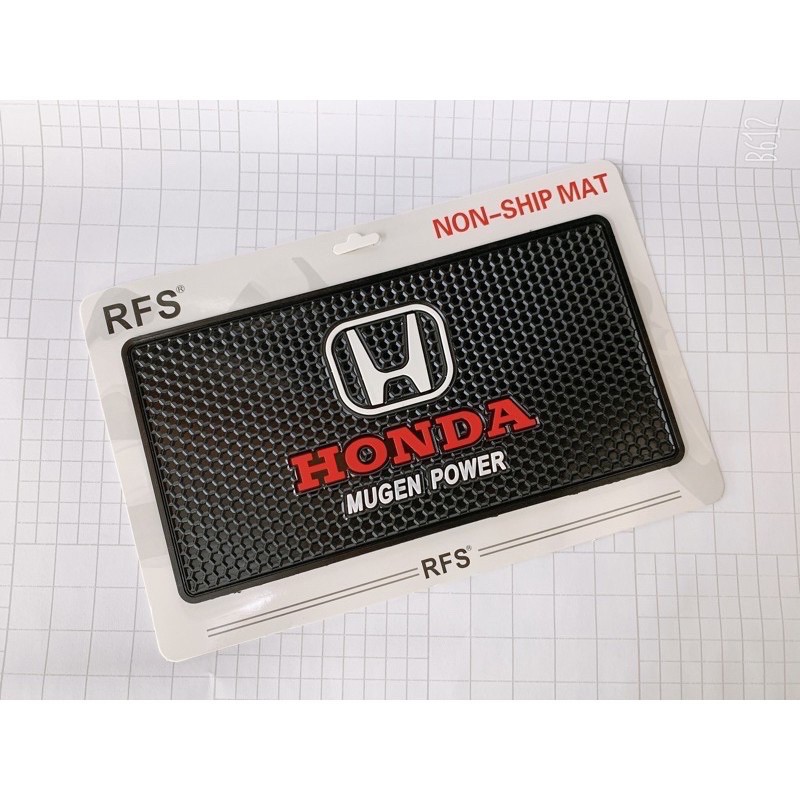 NON-SHIP MAT
RFS®
HONDA
MUGEN POWER
RFS®
B612